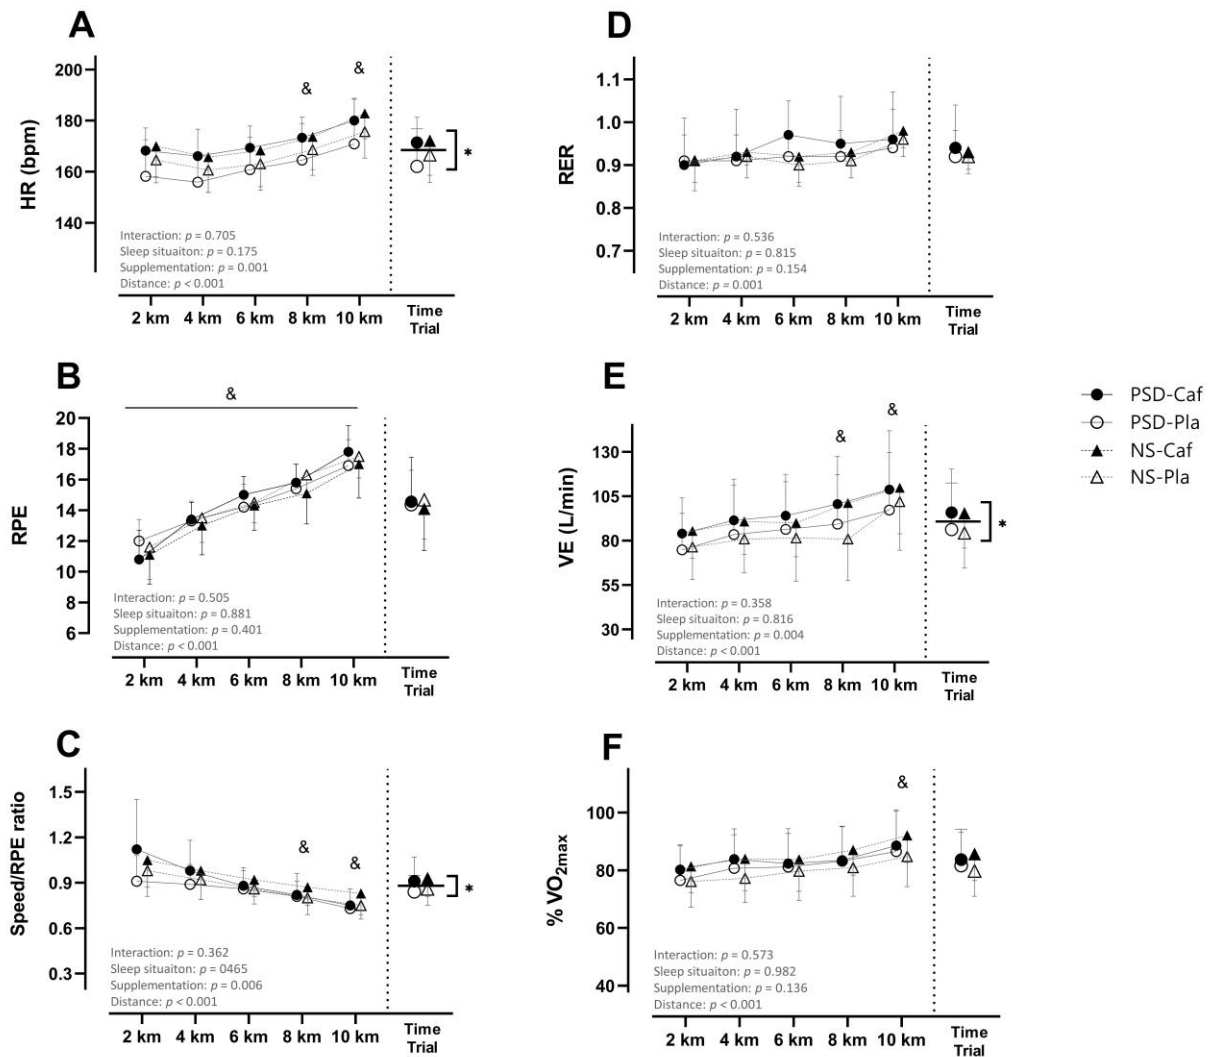 A
HR (bpm)
200
180
160
140
&
&
*
Interaction: p = 0.705
Sleep situaiton: p = 0.175
Supplementation: p = 0.001
Distance: p < 0.001
2 km 4 km 6 km 8 km 10 km
Time
Trial
D
RER
1.1
1.0
0.9
0.8
0.7
Interaction: p = 0.536
Sleep situaiton: p = 0.815
Supplementation: p = 0.154
Distance: p = 0.001
2 km 4 km 6 km 8 km 10 km
Time
Trial
B
RPE
&
20
18
16
14
12
10
8
6
Interaction: p = 0.505
Sleep situaiton: p = 0.881
Supplementation: p = 0.401
Distance: p < 0.001
2 km 4 km 6 km 8 km 10 km
Time
Trial
E
VE (L/min)
130
105
80
55
30
&
&
*
Interaction: p = 0.358
Sleep situaiton: p = 0.816
Supplementation: p = 0.004
Distance: p < 0.001
2 km 4 km 6 km 8 km 10 km
Time
Trial
PSD-Caf
PSD-Pla
NS-Caf
NS-Pla
C
Speed/RPE ratio
1.5
1.2
0.9
0.6
0.3
&
&
*
Interaction: p = 0.362
Sleep situaiton: p = 0465
Supplementation: p = 0.006
Distance: p < 0.001
2 km 4 km 6 km 8 km 10 km
Time
Trial
F
% VO2max
100
80
60
40
&
Interaction: p = 0.573
Sleep situaiton: p = 0.982
Supplementation: p = 0.136
Distance: p < 0.001
2 km 4 km 6 km 8 km 10 km
Time
Trial